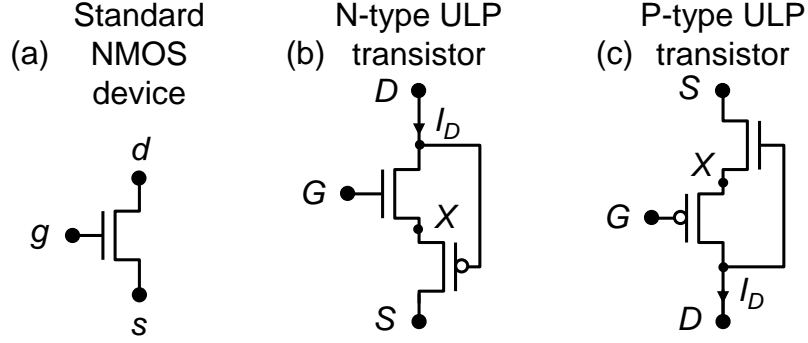 (a)
Standard
NMOS
device
d
g
s
(b)
N-type ULP
transistor
D
I_D
G
X
S
(c)
P-type ULP
transistor
S
X
G
I_D
D